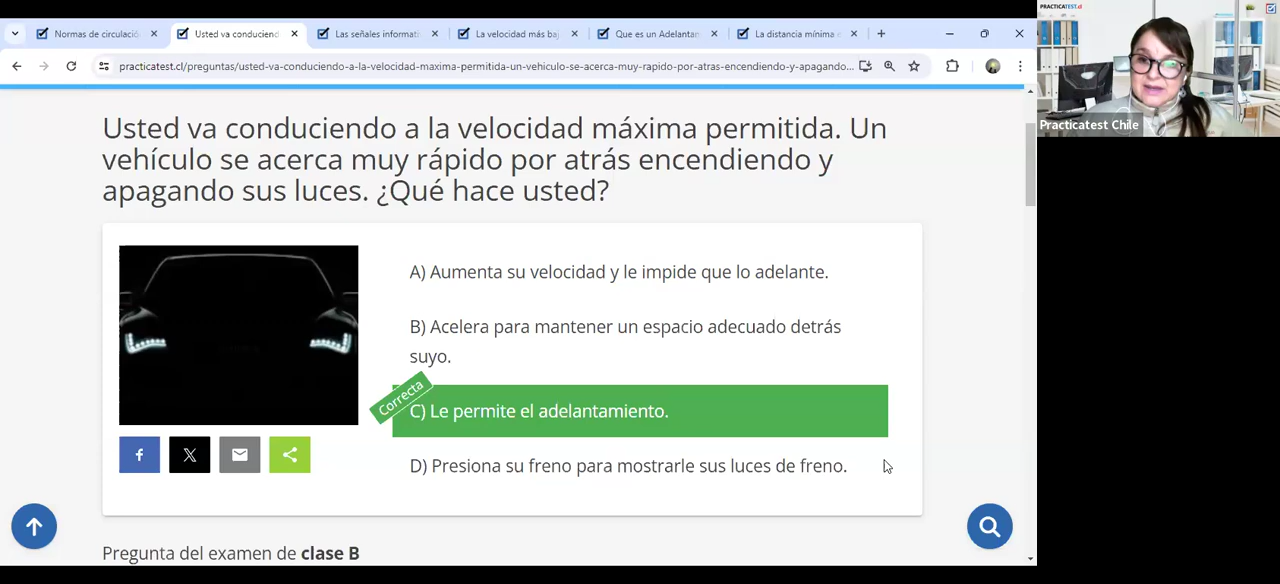 Normas de circulació
Usted va conduciend
Las señales informati
La velocidad más baj
Que es un Adelantan
La distancia mínima e
practicatest.cl/preguntas/usted-va-conduciendo-a-la-velocidad-maxima-permitida-un-vehiculo-se-acerca-muy-rapido-por-atras-encendiendo-y-apagando...
PRACTICATEST.cl
Practicatest Chile
Usted va conduciendo a la velocidad máxima permitida. Un
vehículo se acerca muy rápido por atrás encendiendo y
apagando sus luces. ¿Qué hace usted?
A) Aumenta su velocidad y le impide que lo adelante.
B) Acelera para mantener un espacio adecuado detrás
suyo.
Correcta
C) Le permite el adelantamiento.
D) Presiona su freno para mostrarle sus luces de freno.
Pregunta del examen de clase B